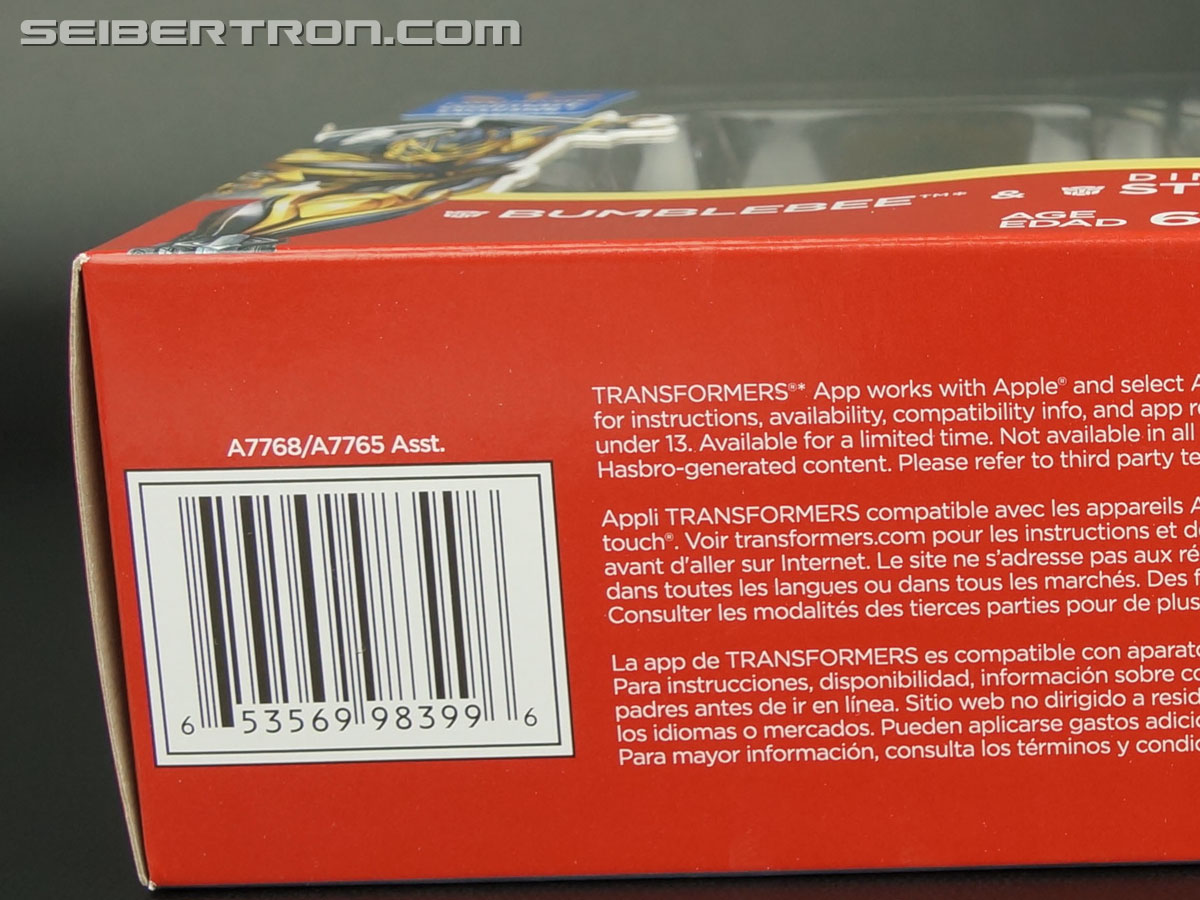 SEIBERTRON.COM
BUMBLEBEE™* &
AGE
EDAD 6
A7768/A7765 Asst.
6 53569 98399 6
TRANSFORMERS®* App works with Apple® and select
for instructions, availability, compatibility info, and app
under 13. Available for a limited time. Not available in all
Hasbro-generated content. Please refer to third party
Appli TRANSFORMERS compatible avec les appareils
touch®. Voir transformers.com pour les instructions et
avant d'aller sur Internet. Le site ne s'adresse pas aux
dans toutes les langues ou dans tous les marchés. Des
Consulter les modalités des tierces parties pour de
La app de TRANSFORMERS es compatible con
Para instrucciones, disponibilidad, información sobre
padres antes de ir en línea. Sitio web no dirigido a
los idiomas o mercados. Pueden aplicarse gastos
Para mayor información, consulta los términos y